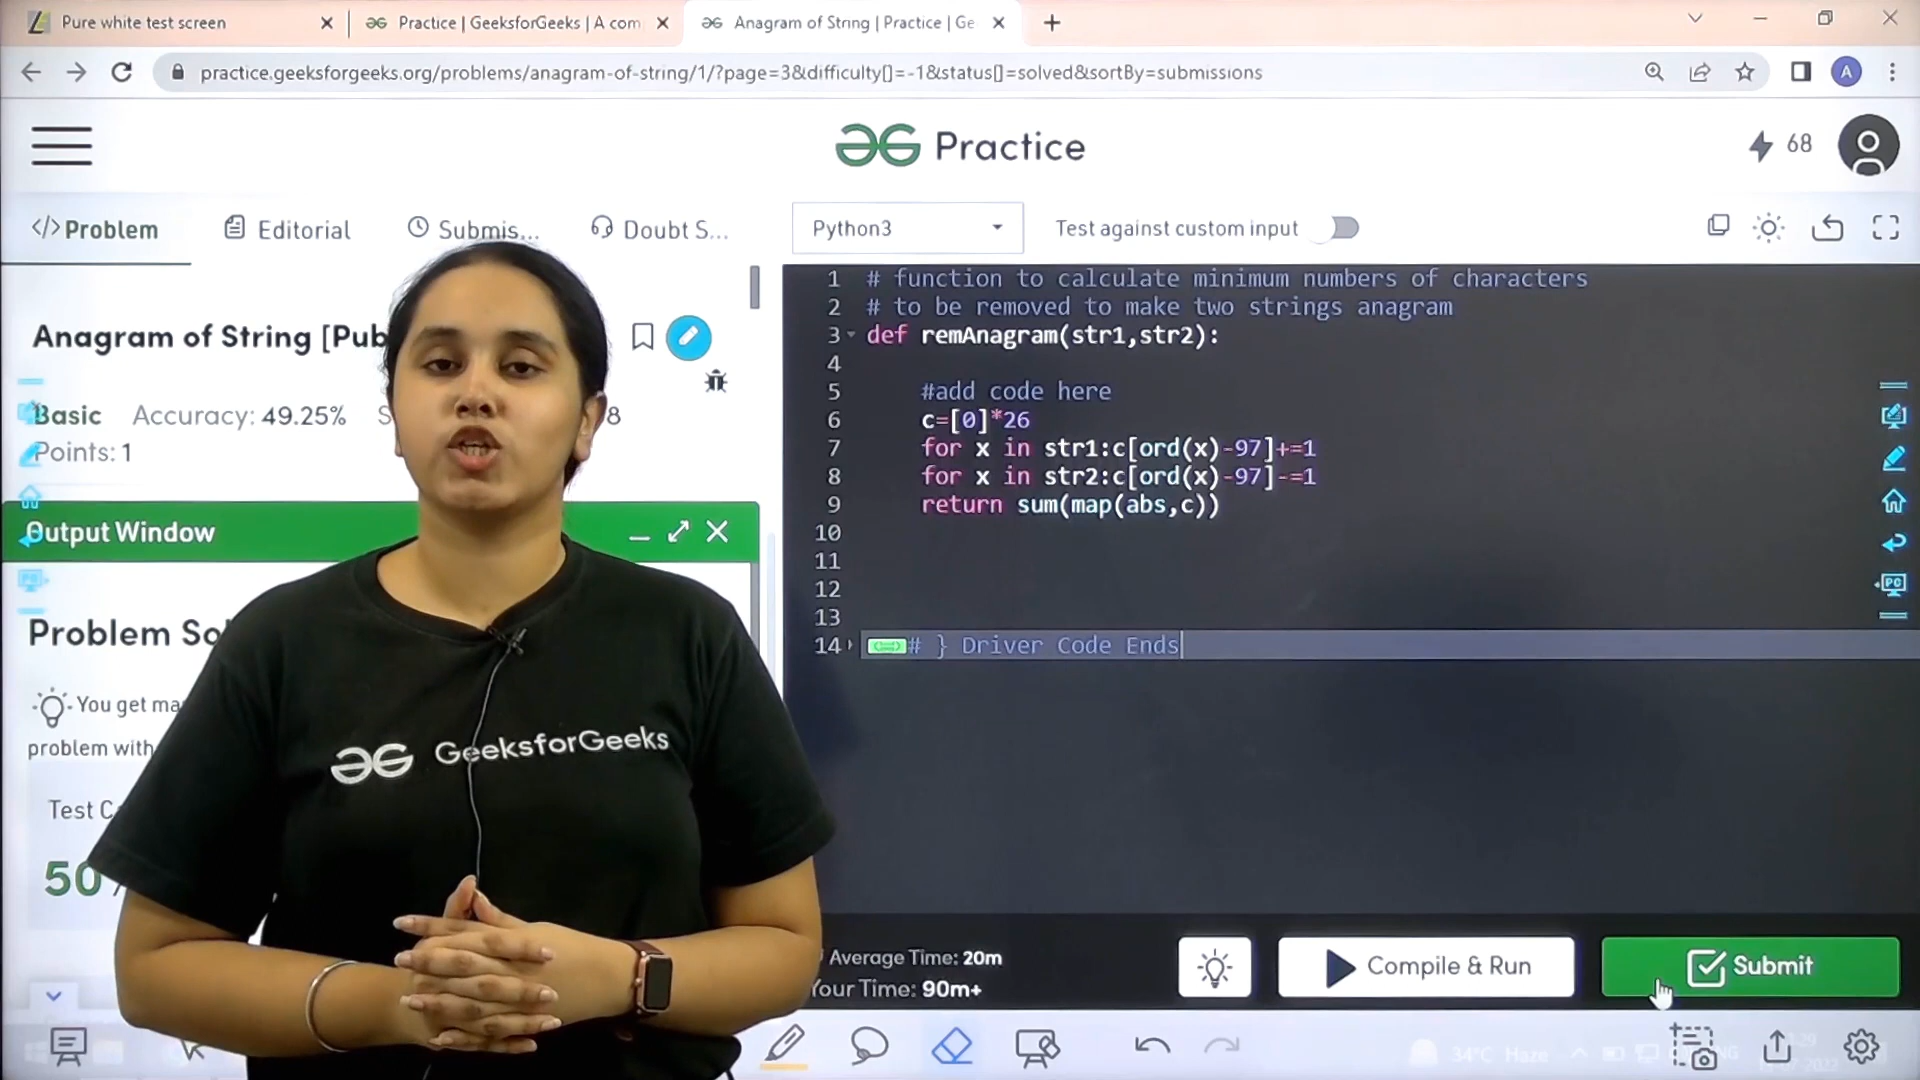 Pure white test screen
Practice | GeeksforGeeks | A com
Anagram of String | Practice | Ge
practice.geeksforgeeks.org/problems/anagram-of-string/1/?page=3&difficulty[]=-1&status[]=solved&sortBy=submissions
A
Practice
68
</> Problem
Editorial
Submis...
Doubt S...
Python3
Test against custom input
Anagram of String [Pub
Basic Accuracy: 49.25% S 8
Points: 1
Output Window
Problem So
You get ma
problem with
Test C
50
1 # function to calculate minimum numbers of characters
2 # to be removed to make two strings anagram
3 def remAnagram(str1,str2):
4
5 #add code here
6 c=[0]*26
7 for x in str1:c[ord(x)-97]+=1
8 for x in str2:c[ord(x)-97]-=1
9 return sum(map(abs,c))
10
11
12
13
14 # } Driver Code Ends
PC
GeeksforGeeks
Average Time: 20m
Your Time: 90m+
Compile & Run
Submit
34°C Haze